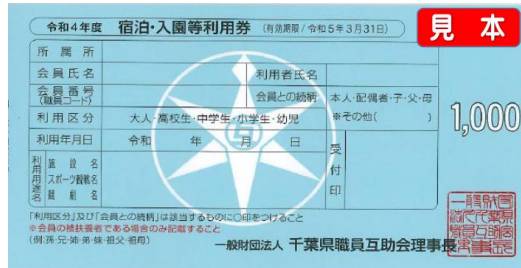 令和4年度 宿泊・入園等利用券 (有効期限/令和5年3月31日)
見本
所属所
会員氏名 利用者氏名
会員番号 (職員コード) 会員との続柄 本人・配偶者・子・父・母 ※その他( )
利用区分 大人・高校生・中学生・小学生・幼児
1,000
利用年月日 令和 年 月 日 受付印
利用用途名 施設名
スポーツ観戦名
観劇名
「利用区分」及び「会員との続柄」は該当するものに○印をつけること
※会員の被扶養者である場合のみ記載すること
(例:孫・兄・姉・弟・妹・祖父・祖母)
一般財団法人 千葉県職員互助会理事長